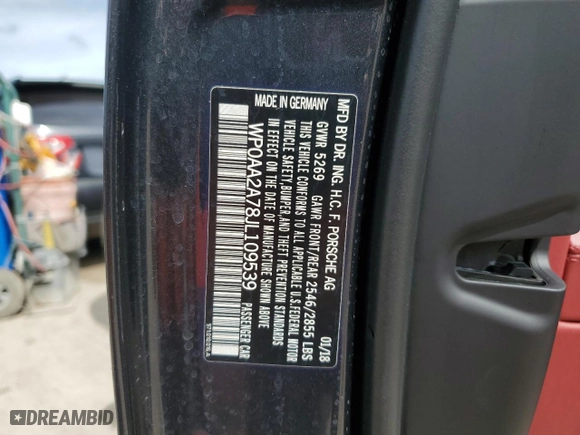 MFD BY DR. ING. H.C. F. PORSCHE AG
GVWR 5269 GAWR FRONT/REAR 2546/2855 LBS
THIS VEHICLE CONFORMS TO ALL APPLICABLE U.S. FEDERAL MOTOR
VEHICLE SAFETY, BUMPER, AND THEFT PREVENTION STANDARDS
IN EFFECT ON THE DATE OF MANUFACTURE SHOWN ABOVE
01/18
MADE IN GERMANY
WP0AA2A78JL109539
PASSENGER CAR
DREAMBID